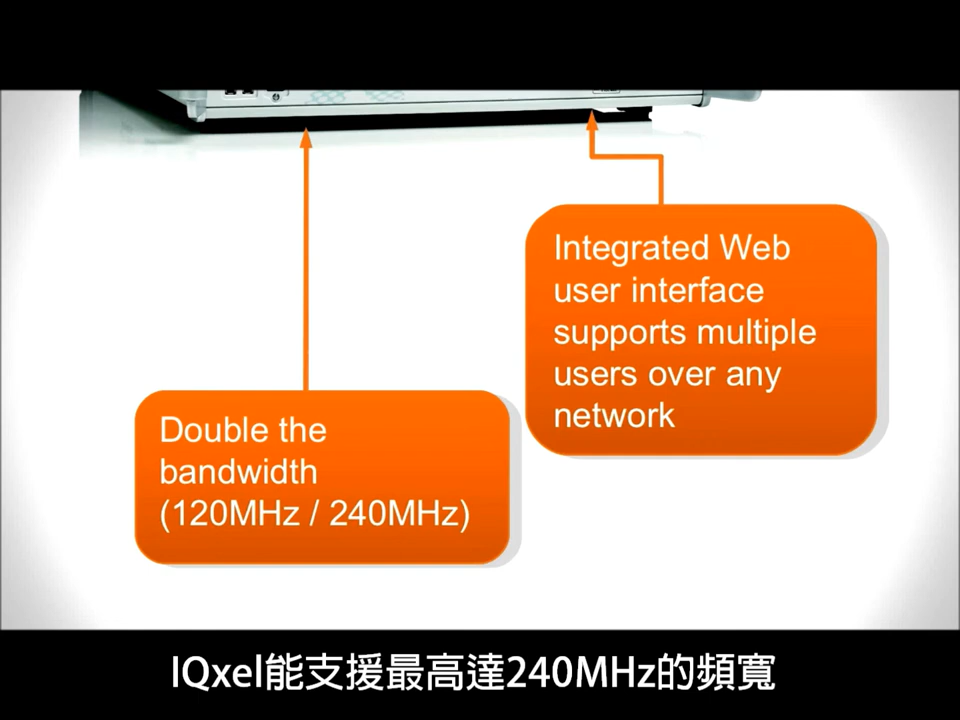 Integrated Web
user interface
supports multiple
users over any
network
Double the
bandwidth
(120MHz / 240MHz)
IQxel能支援最高達240MHz的頻寬